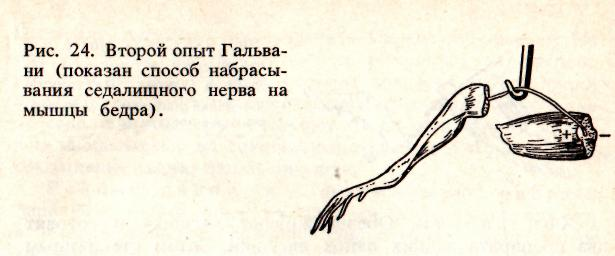 Рис. 24. Второй опыт Гальва-
ни (показан способ набрасы-
вания седалищного нерва на
мышцы бедра).
+
−